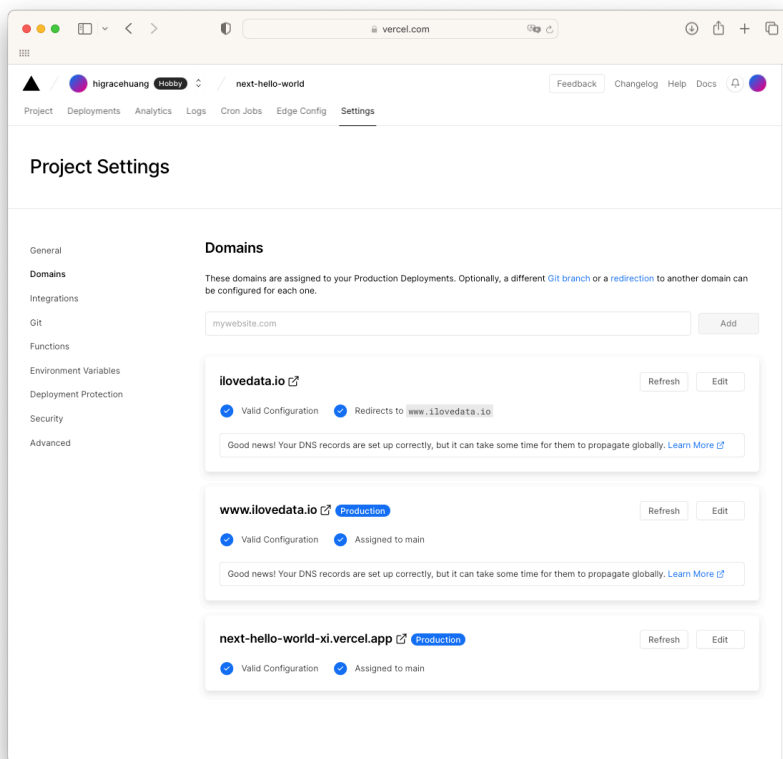 vercel.com
higracehuang Hobby next-hello-world Feedback Changelog Help Docs
Project Deployments Analytics Logs Cron Jobs Edge Config Settings
Project Settings
General
Domains
Integrations
Git
Functions
Environment Variables
Deployment Protection
Security
Advanced
Domains
These domains are assigned to your Production Deployments. Optionally, a different Git branch or a redirection to another domain can
be configured for each one.
mywebsite.com Add
ilovedata.io Refresh Edit
Valid Configuration Redirects to www.ilovedata.io
Good news! Your DNS records are set up correctly, but it can take some time for them to propagate globally. Learn More
www.ilovedata.io Production Refresh Edit
Valid Configuration Assigned to main
Good news! Your DNS records are set up correctly, but it can take some time for them to propagate globally. Learn More
next-hello-world-xi.vercel.app Production Refresh Edit
Valid Configuration Assigned to main